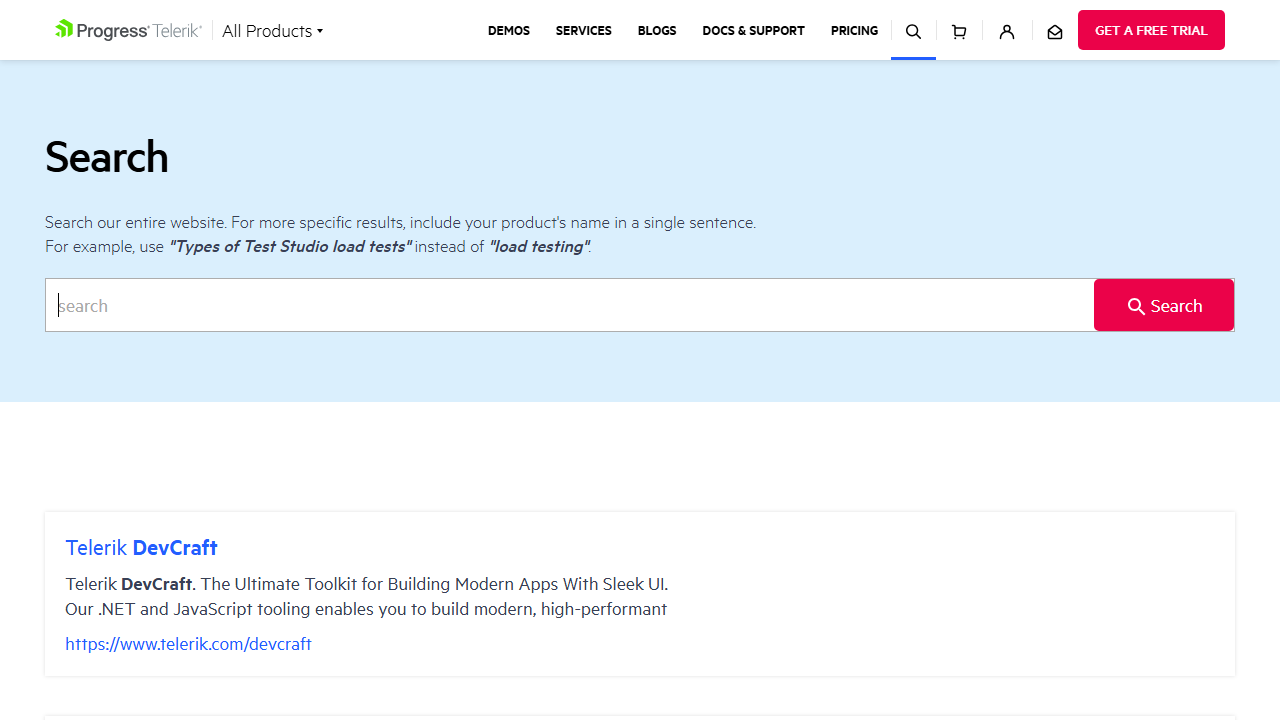 Progress Telerik
All Products
DEMOS SERVICES BLOGS DOCS & SUPPORT PRICING GET A FREE TRIAL
Search
Search our entire website. For more specific results, include your product's name in a single sentence.
For example, use "Types of Test Studio load tests" instead of "load testing".
search
Search
Telerik DevCraft
Telerik DevCraft. The Ultimate Toolkit for Building Modern Apps With Sleek UI.
Our .NET and JavaScript tooling enables you to build modern, high-performant
https://www.telerik.com/devcraft